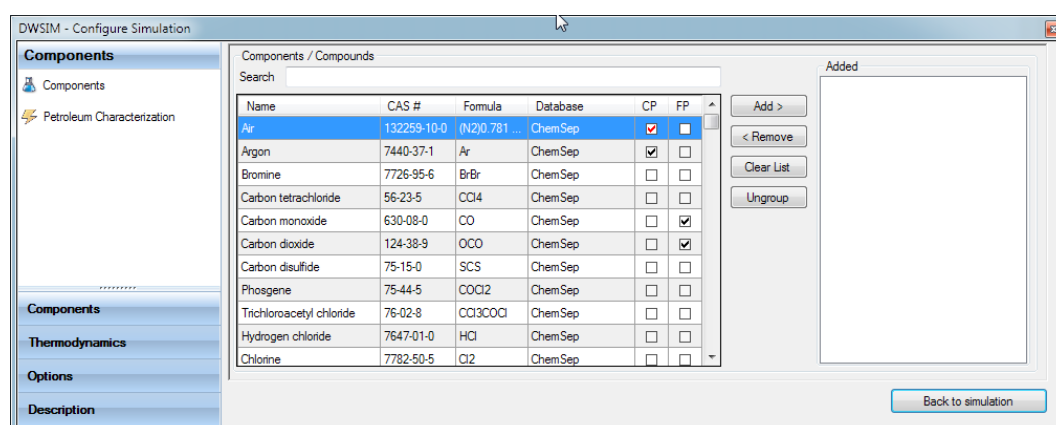 DWSIM - Configure Simulation
Components
Components
Petroleum Characterization
Components
Thermodynamics
Options
Description
Components / Compounds
Search
Name CAS # Formula Database CP FP
Air 132259-10-0 (N2)0.781 ... ChemSep
Argon 7440-37-1 Ar ChemSep
Bromine 7726-95-6 BrBr ChemSep
Carbon tetrachloride 56-23-5 CCl4 ChemSep
Carbon monoxide 630-08-0 CO ChemSep
Carbon dioxide 124-38-9 OCO ChemSep
Carbon disulfide 75-15-0 SCS ChemSep
Phosgene 75-44-5 COCl2 ChemSep
Trichloroacetyl chloride 76-02-8 CCl3COCl ChemSep
Hydrogen chloride 7647-01-0 HCl ChemSep
Chlorine 7782-50-5 Cl2 ChemSep
Add >
< Remove
Clear List
Ungroup
Added
Back to simulation